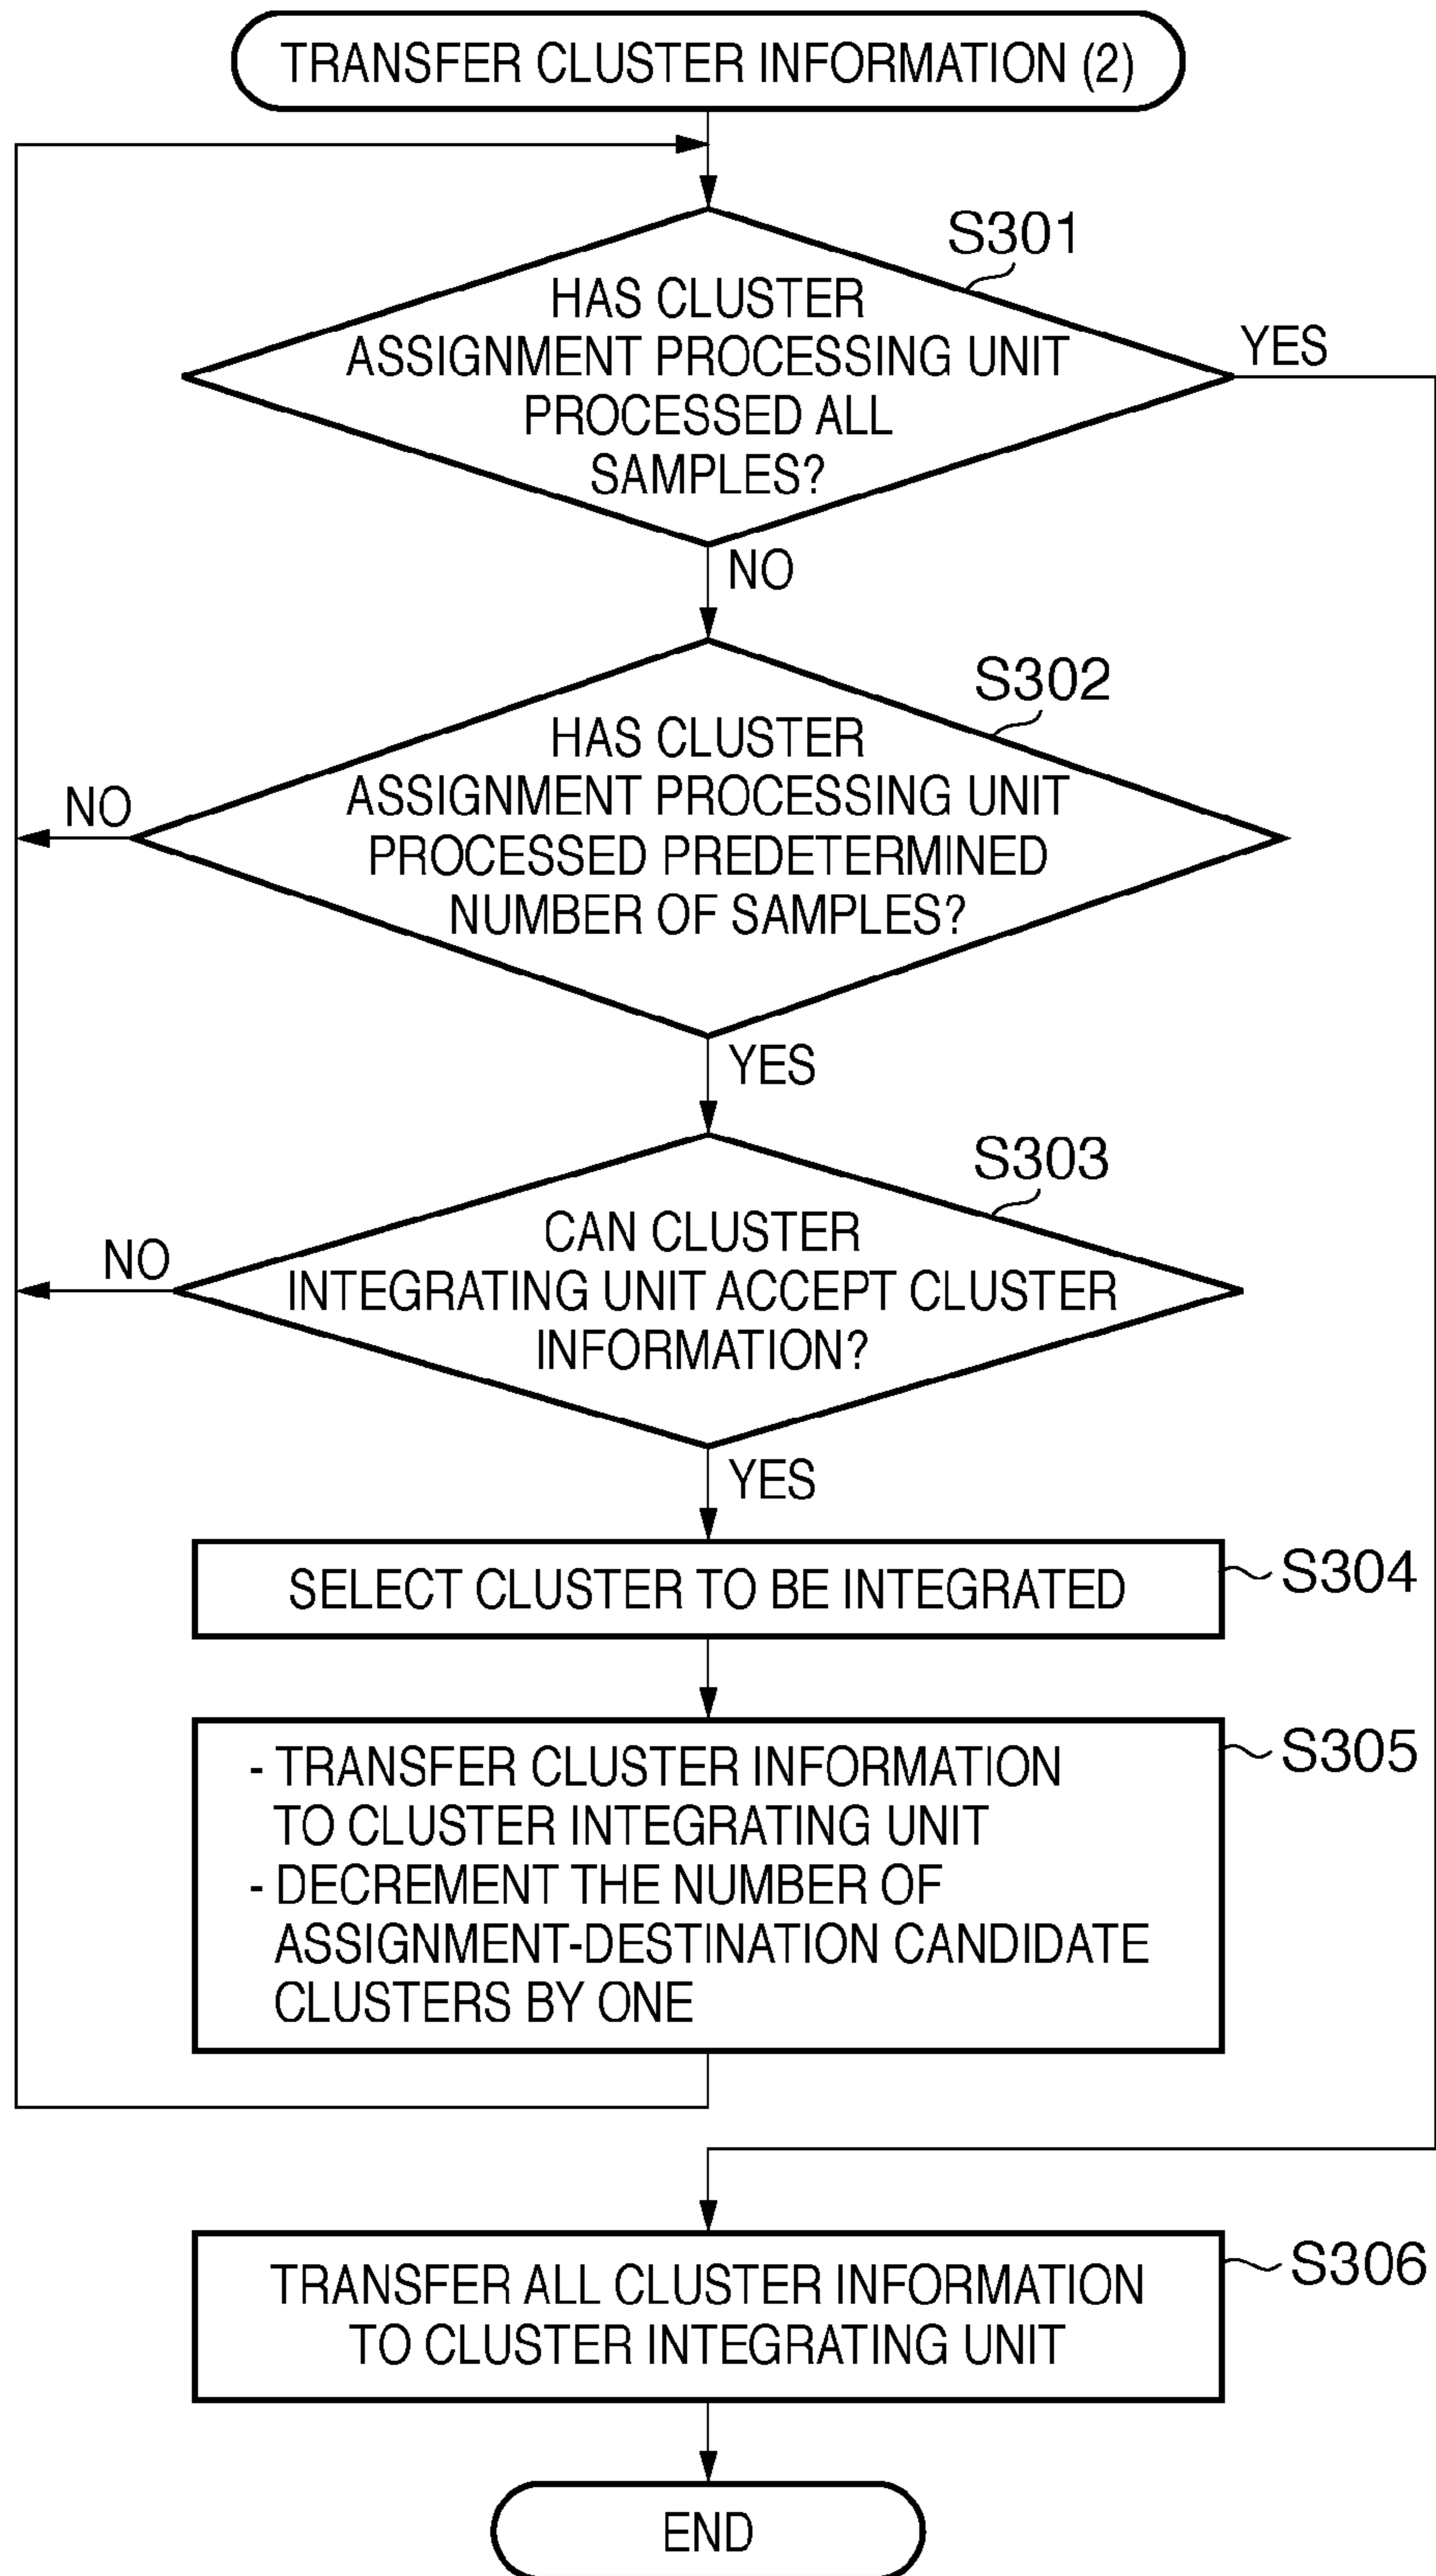 TRANSFER CLUSTER INFORMATION (2)
S301
HAS CLUSTER
ASSIGNMENT PROCESSING UNIT
PROCESSED ALL
SAMPLES?
YES
NO
S302
HAS CLUSTER
ASSIGNMENT PROCESSING UNIT
PROCESSED PREDETERMINED
NUMBER OF SAMPLES?
NO
YES
S303
CAN CLUSTER
INTEGRATING UNIT ACCEPT CLUSTER
INFORMATION?
NO
YES
SELECT CLUSTER TO BE INTEGRATED
S304
- TRANSFER CLUSTER INFORMATION
TO CLUSTER INTEGRATING UNIT
- DECREMENT THE NUMBER OF
ASSIGNMENT-DESTINATION CANDIDATE
CLUSTERS BY ONE
S305
TRANSFER ALL CLUSTER INFORMATION
TO CLUSTER INTEGRATING UNIT
S306
END